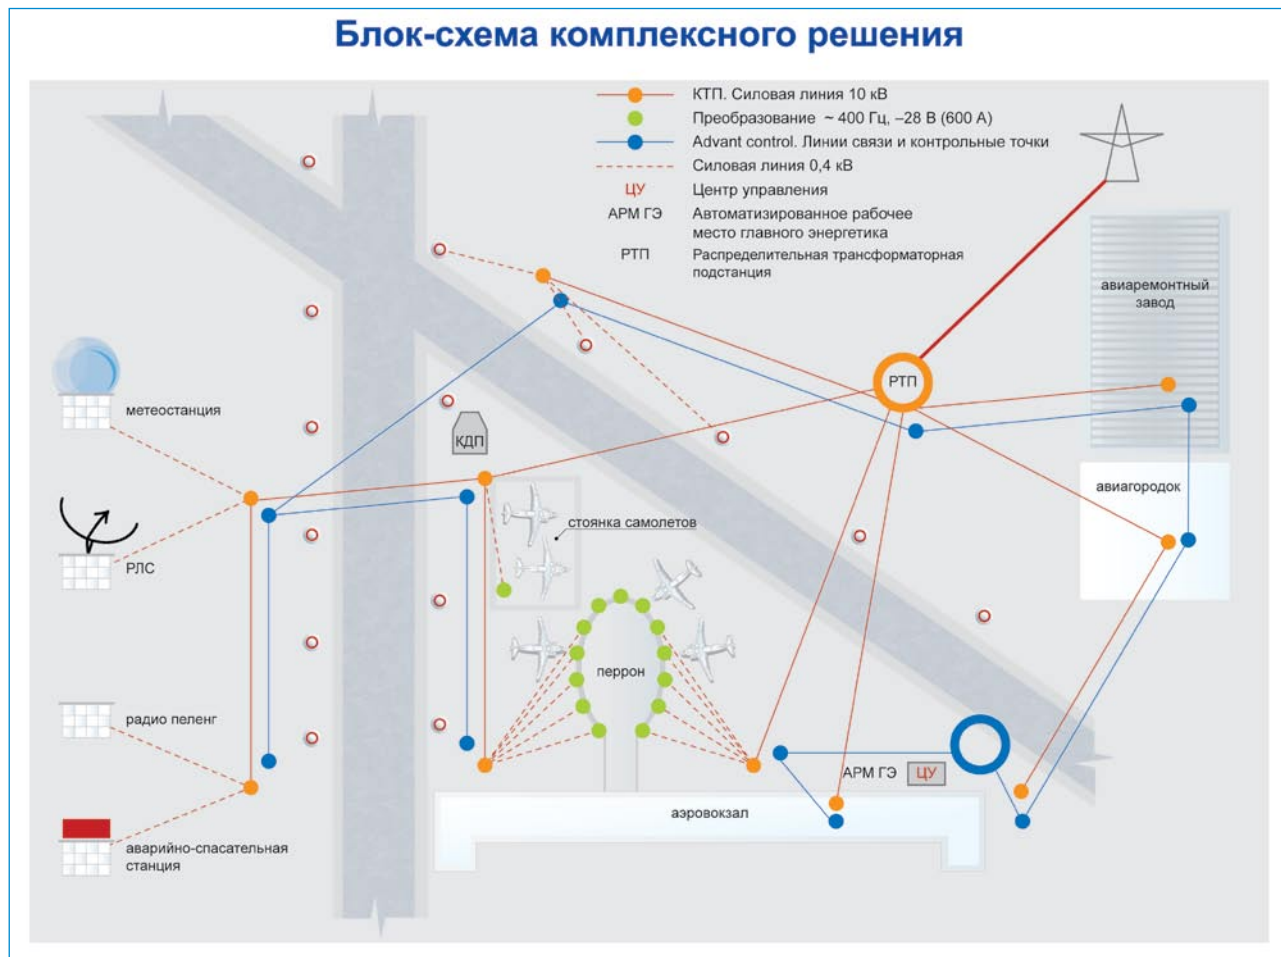 Блок-схема комплексного решения
КТП. Силовая линия 10 кВ
Преобразование ~ 400 Гц, –28 В (600 А)
Advant control. Линии связи и контрольные точки
Силовая линия 0,4 кВ
ЦУ Центр управления
АРМ ГЭ Автоматизированное рабочее
место главного энергетика
РТП Распределительная трансформаторная
подстанция
авиаремонтный
завод
РТП
метеостанция
КДП
авиагородок
стоянка самолетов
РЛС
перрон
радио пеленг
АРМ ГЭ ЦУ
аэровокзал
аварийно-спасательная
станция